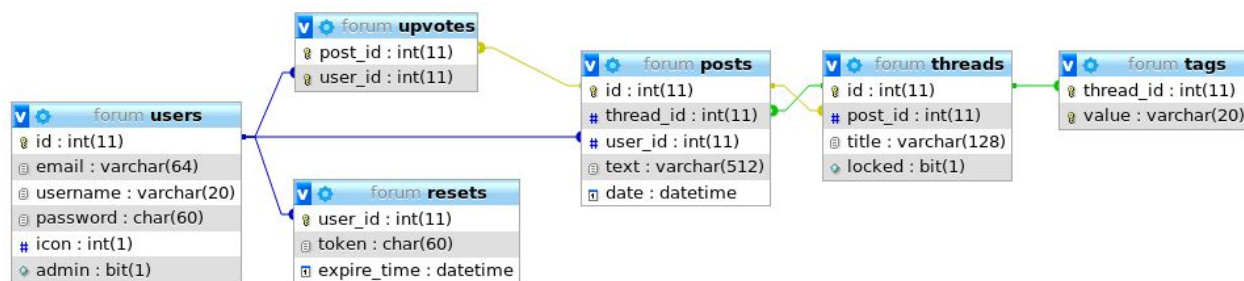 forum users
id : int(11)
email : varchar(64)
username : varchar(20)
password : char(60)
icon : int(1)
admin : bit(1)
forum upvotes
post_id : int(11)
user_id : int(11)
forum resets
user_id : int(11)
token : char(60)
expire_time : datetime
forum posts
id : int(11)
thread_id : int(11)
user_id : int(11)
text : varchar(512)
date : datetime
forum threads
id : int(11)
post_id : int(11)
title : varchar(128)
locked : bit(1)
forum tags
thread_id : int(11)
value : varchar(20)